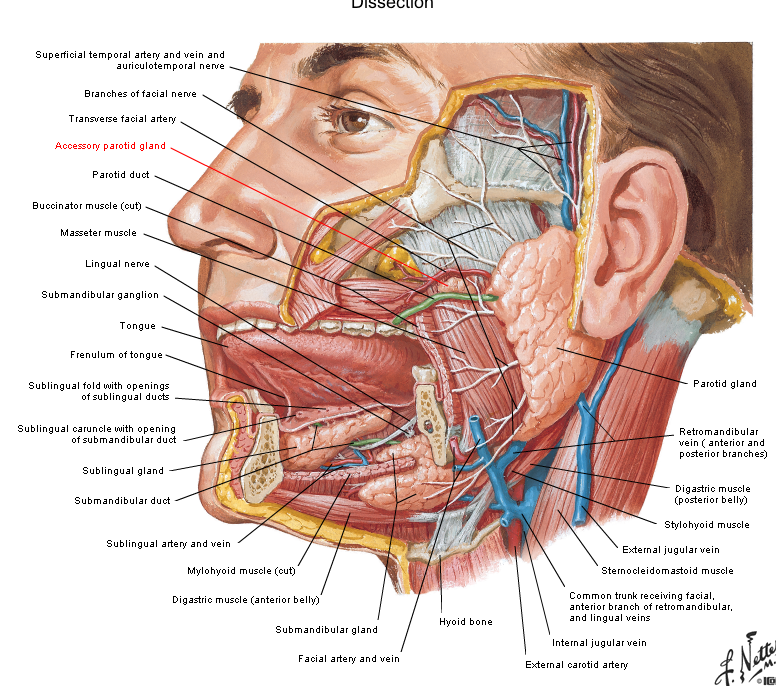 Dissection
Superficial temporal artery and vein and
auriculotemporal nerve
Branches of facial nerve
Transverse facial artery
Accessory parotid gland
Parotid duct
Buccinator muscle (cut)
Masseter muscle
Lingual nerve
Submandibular ganglion
Tongue
Frenulum of tongue
Sublingual fold with openings
of sublingual ducts
Sublingual caruncle with opening
of submandibular duct
Sublingual gland
Submandibular duct
Sublingual artery and vein
Mylohyoid muscle (cut)
Digastric muscle (anterior belly)
Submandibular gland
Facial artery and vein
Hyoid bone
Parotid gland
Retromandibular
vein ( anterior and
posterior branches)
Digastric muscle
(posterior belly)
Stylohyoid muscle
External jugular vein
Sternocleidomastoid muscle
Common trunk receiving facial,
anterior branch of retromandibular,
and lingual veins
Internal jugular vein
External carotid artery